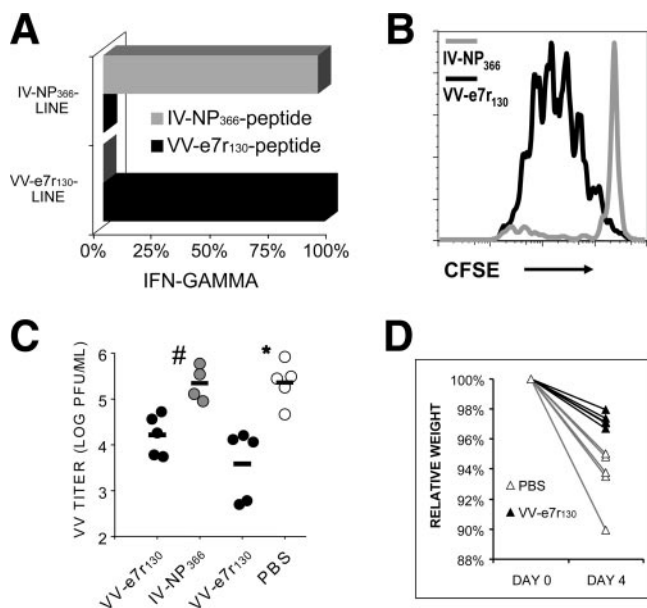 A
IV-NP366-
LINE
VV-e7r130-
LINE
IV-NP366-peptide
VV-e7r130-peptide
0% 25% 50% 75% 100%
IFN-GAMMA
B
IV-NP366
VV-e7r130
CFSE
C
VV TITER (LOG PFU/ML)
6
5
4
3
2
#
*
VV-e7r130
IV-NP366
VV-e7r130
PBS
D
RELATIVE WEIGHT
100%
98%
96%
94%
92%
90%
88%
PBS
VV-e7r130
DAY 0 DAY 4